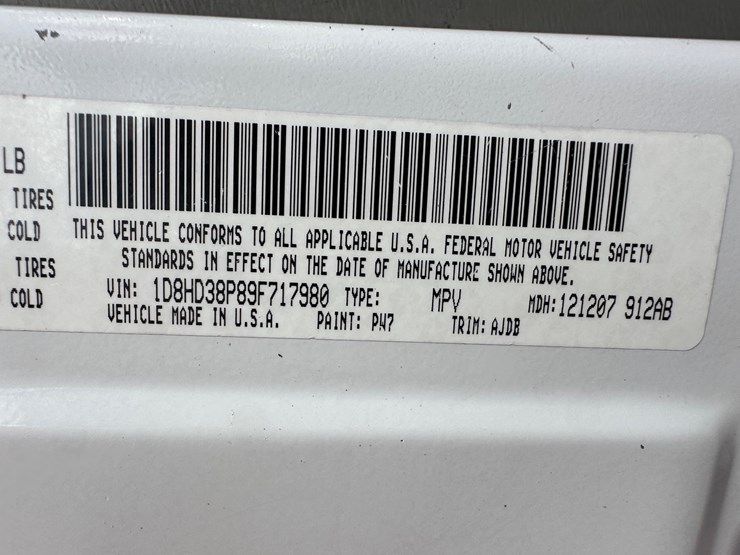 LB
TIRES
COLD
TIRES
COLD
THIS VEHICLE CONFORMS TO ALL APPLICABLE U.S.A. FEDERAL MOTOR VEHICLE SAFETY
STANDARDS IN EFFECT ON THE DATE OF MANUFACTURE SHOWN ABOVE.
VIN: 1D8HD38P89F717980 TYPE: MPV MDH:121207 912AB
VEHICLE MADE IN U.S.A. PAINT: PW7 TRIM: AJDB